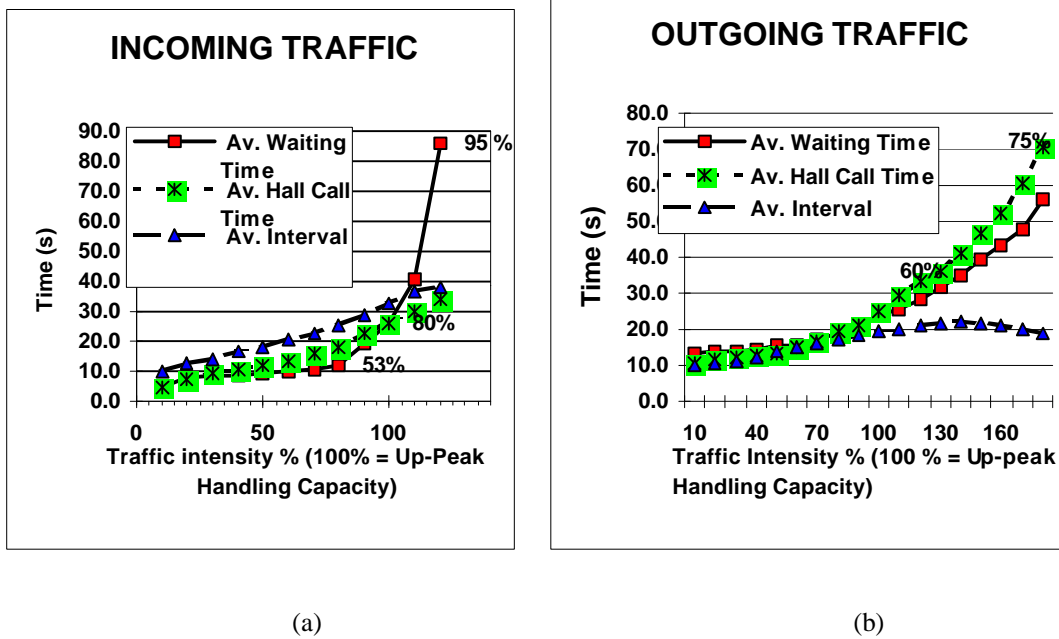 INCOMING TRAFFIC
90.0
80.0
70.0
60.0
50.0
40.0
30.0
20.0
10.0
0.0
Time (s)
Av. Waiting
Time
Av. Hall Call
Time
Av. Interval
95 %
80%
53%
0 50 100
Traffic intensity % (100% = Up-Peak
Handling Capacity)
(a)
OUTGOING TRAFFIC
80.0
70.0
60.0
50.0
40.0
30.0
20.0
10.0
0.0
Time (s)
Av. Waiting Time
Av. Hall Call Time
Av. Interval
75%
60%
10 40 70 100 130 160
Traffic Intensity % (100 % = Up-peak
Handling Capacity)
(b)